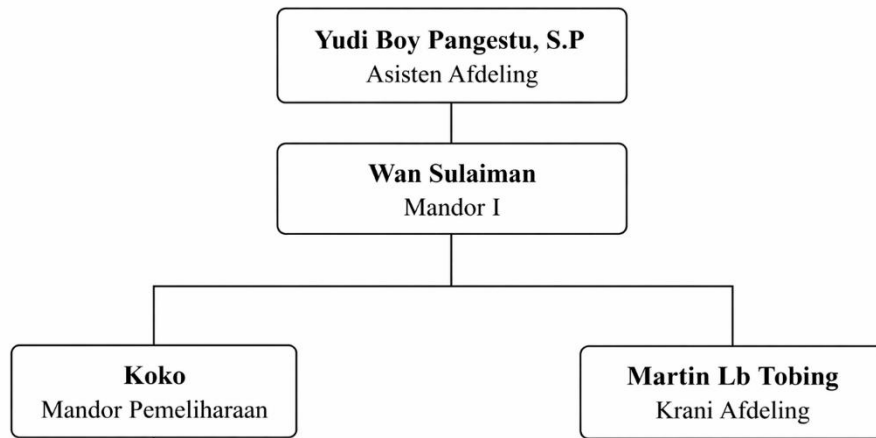 Yudi Boy Pangestu, S.P
Asisten Afdeling
Wan Sulaiman
Mandor I
Koko
Mandor Pemeliharaan
Martin Lb Tobing
Krani Afdeling